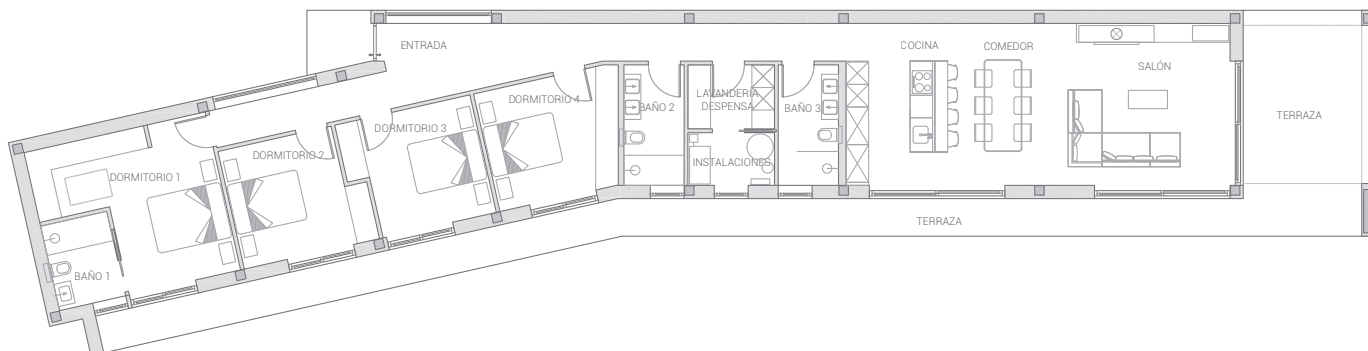 ENTRADA
COCINA
COMEDOR
SALÓN
TERRAZA
DORMITORIO 4
LAVANDERÍA
DESPENSA
BAÑO 2
BAÑO 3
DORMITORIO 3
DORMITORIO 2
INSTALACIONES
DORMITORIO 1
TERRAZA
BAÑO 1